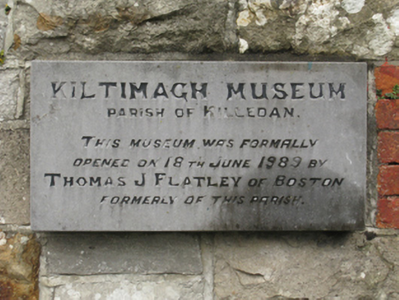 KILTIMAGH MUSEUM
PARISH OF KILLEDAN.
THIS MUSEUM WAS FORMALLY
OPENED ON 18TH JUNE 1989 BY
THOMAS J FLATLEY OF BOSTON
FORMERLY OF THIS PARISH.